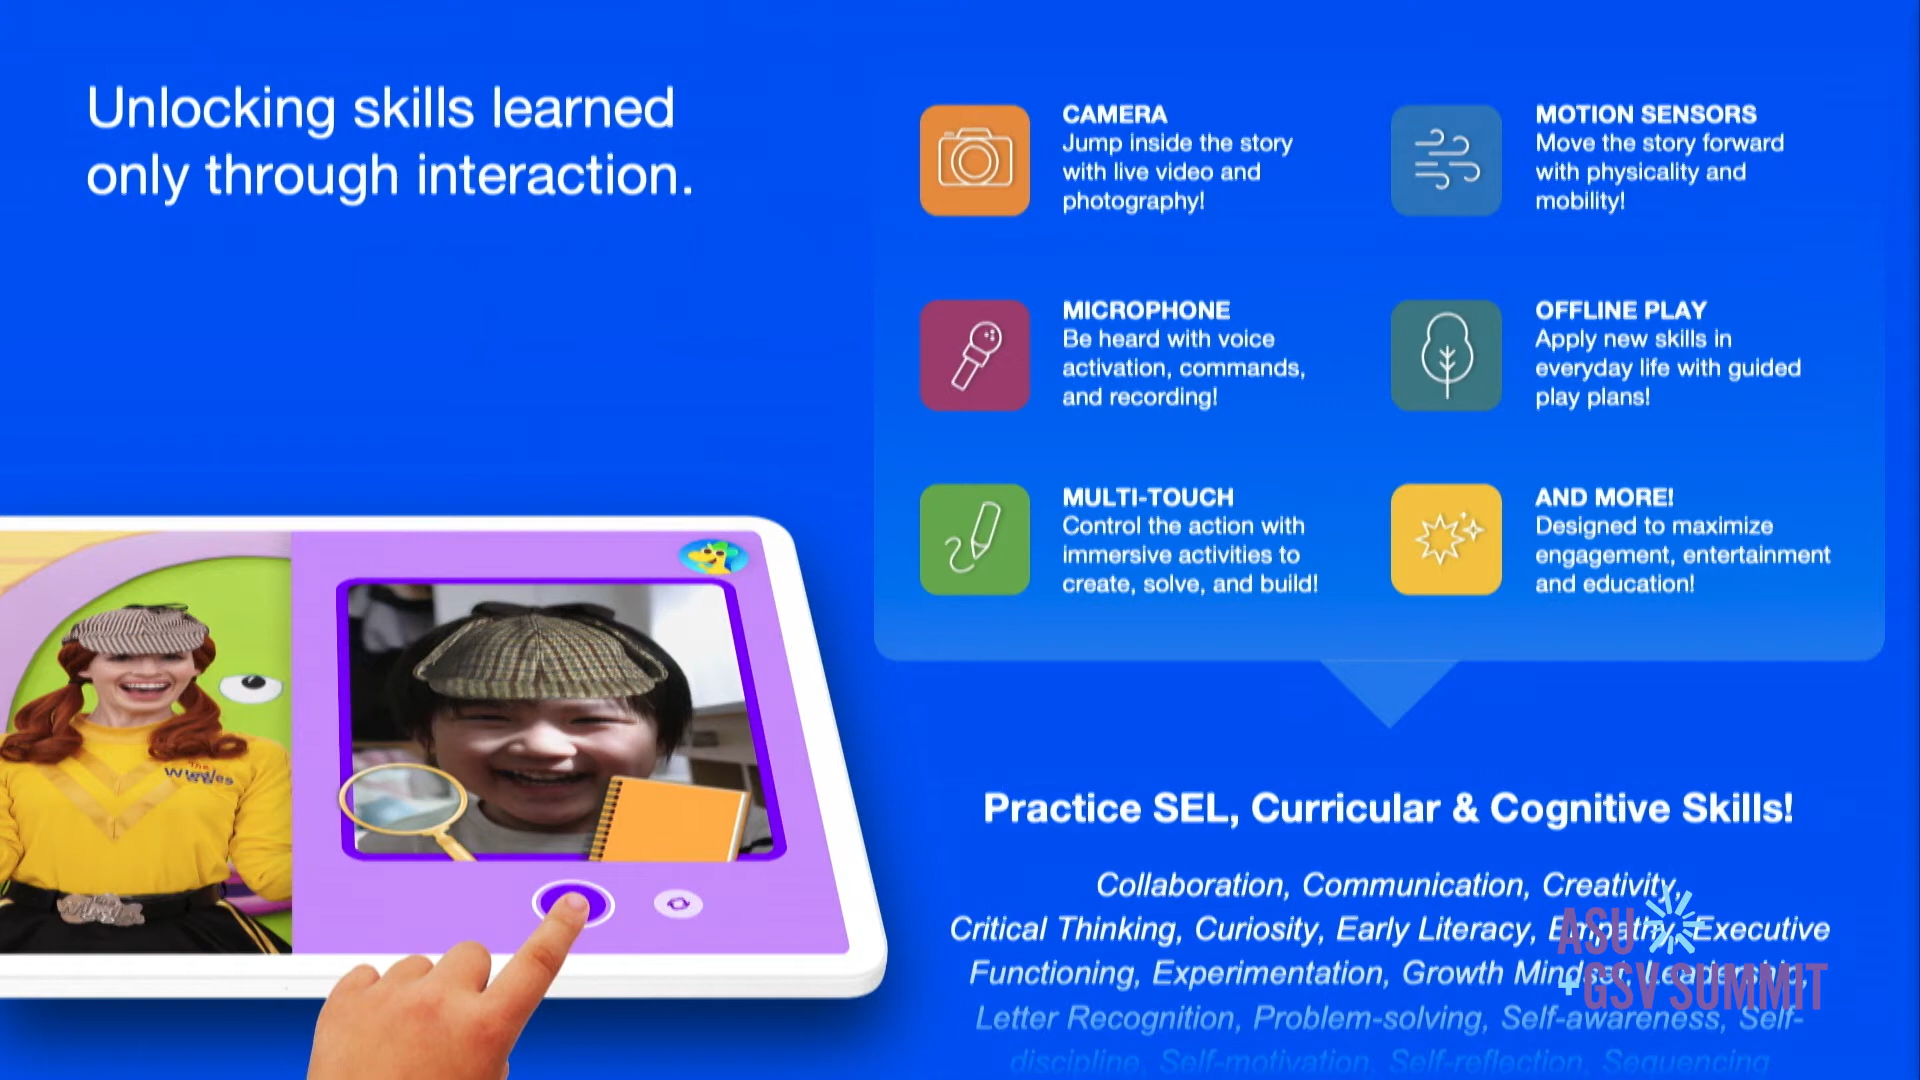 Unlocking skills learned
only through interaction.
CAMERA
Jump inside the story
with live video and
photography!
MOTION SENSORS
Move the story forward
with physicality and
mobility!
MICROPHONE
Be heard with voice
activation, commands,
and recording!
OFFLINE PLAY
Apply new skills in
everyday life with guided
play plans!
MULTI-TOUCH
Control the action with
immersive activities to
create, solve, and build!
AND MORE!
Designed to maximize
engagement, entertainment
and education!
The
Wiggles
Practice SEL, Curricular & Cognitive Skills!
Collaboration, Communication, Creativity,
Critical Thinking, Curiosity, Early Literacy, Empathy, Executive
Functioning, Experimentation, Growth Mindset, Leadership,
Letter Recognition, Problem-solving, Self-awareness, Self-
discipline, Self-motivation, Self-reflection, Sequencing
ASU
+GSV SUMMIT